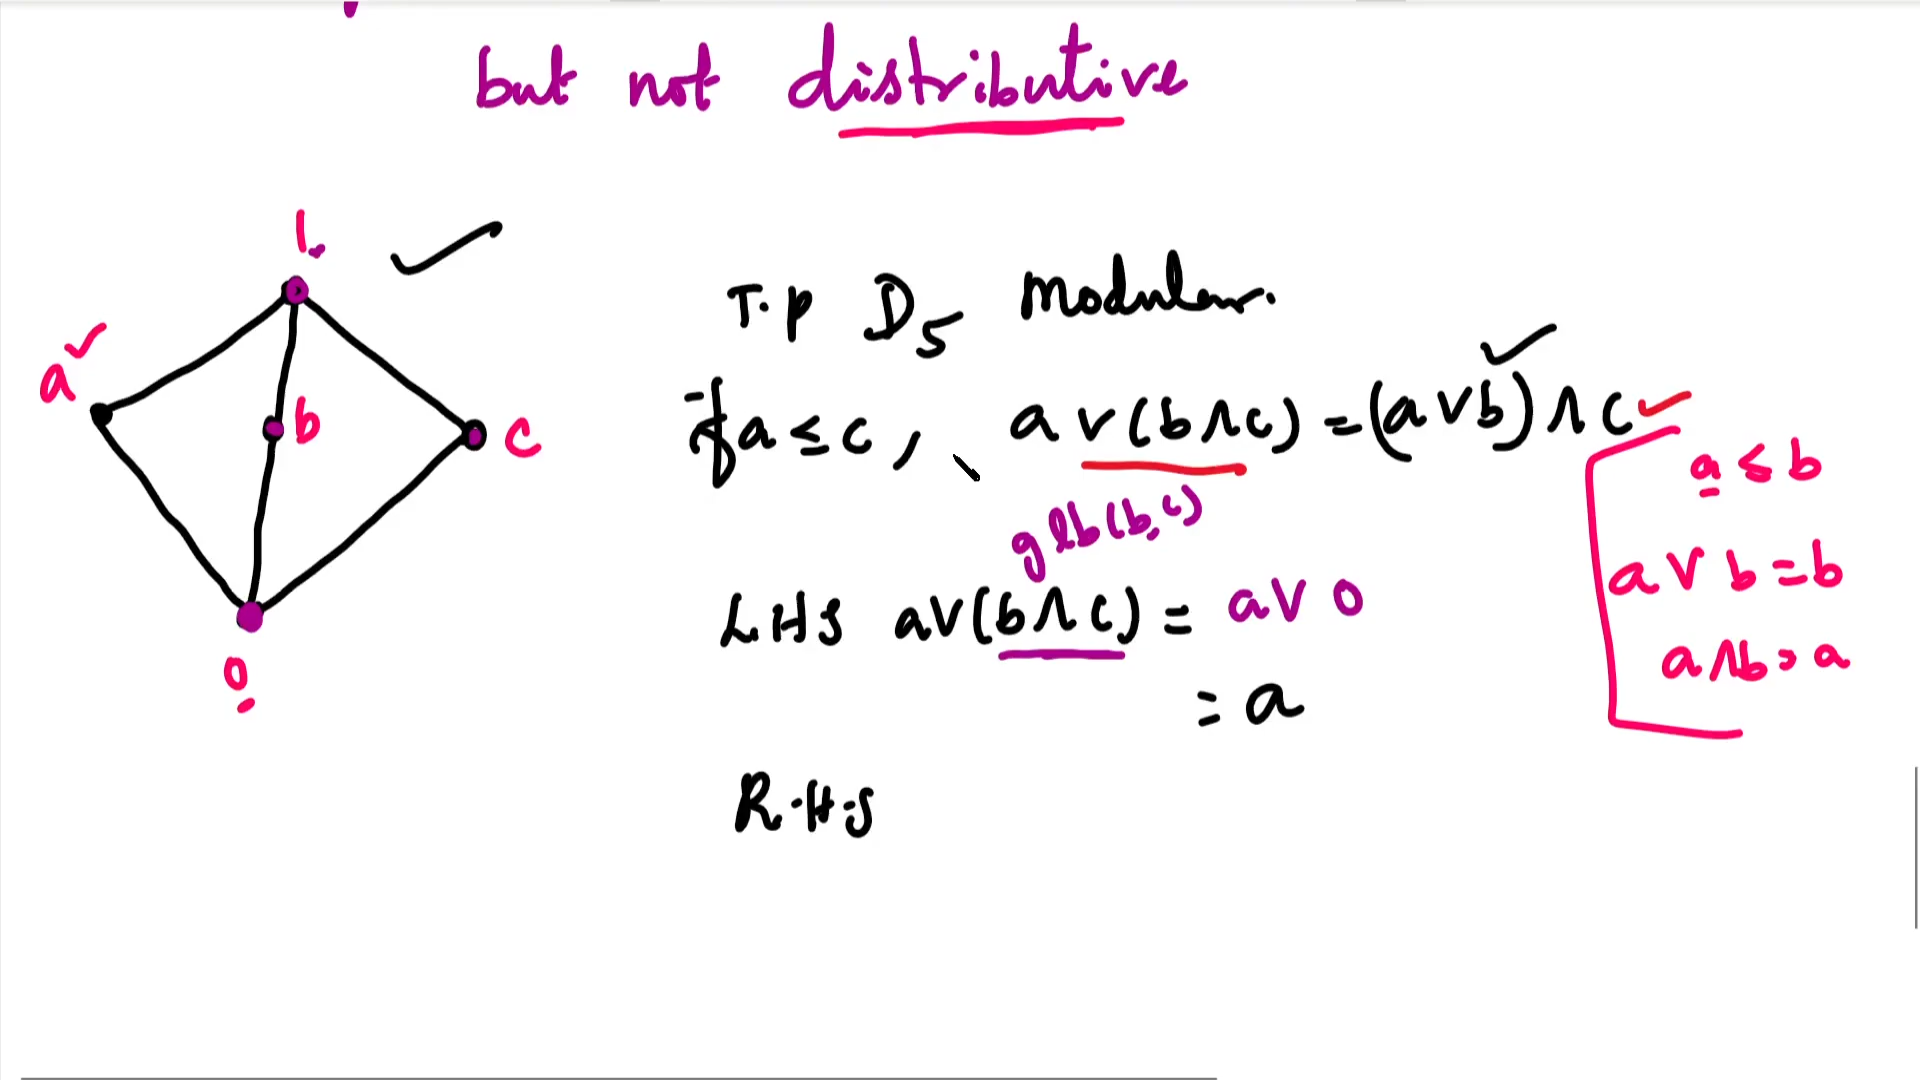 but not distributive
1
a
b
c
0
T.P D5 Modular.
if a ≤ c, a ∨ (b ∧ c) = (a ∨ b) ∧ c
glb(b, c)
L.H.S a ∨ (b ∧ c) = a ∨ 0
= a
R.H.S
a ≤ b
a ∨ b = b
a ∧ b = a